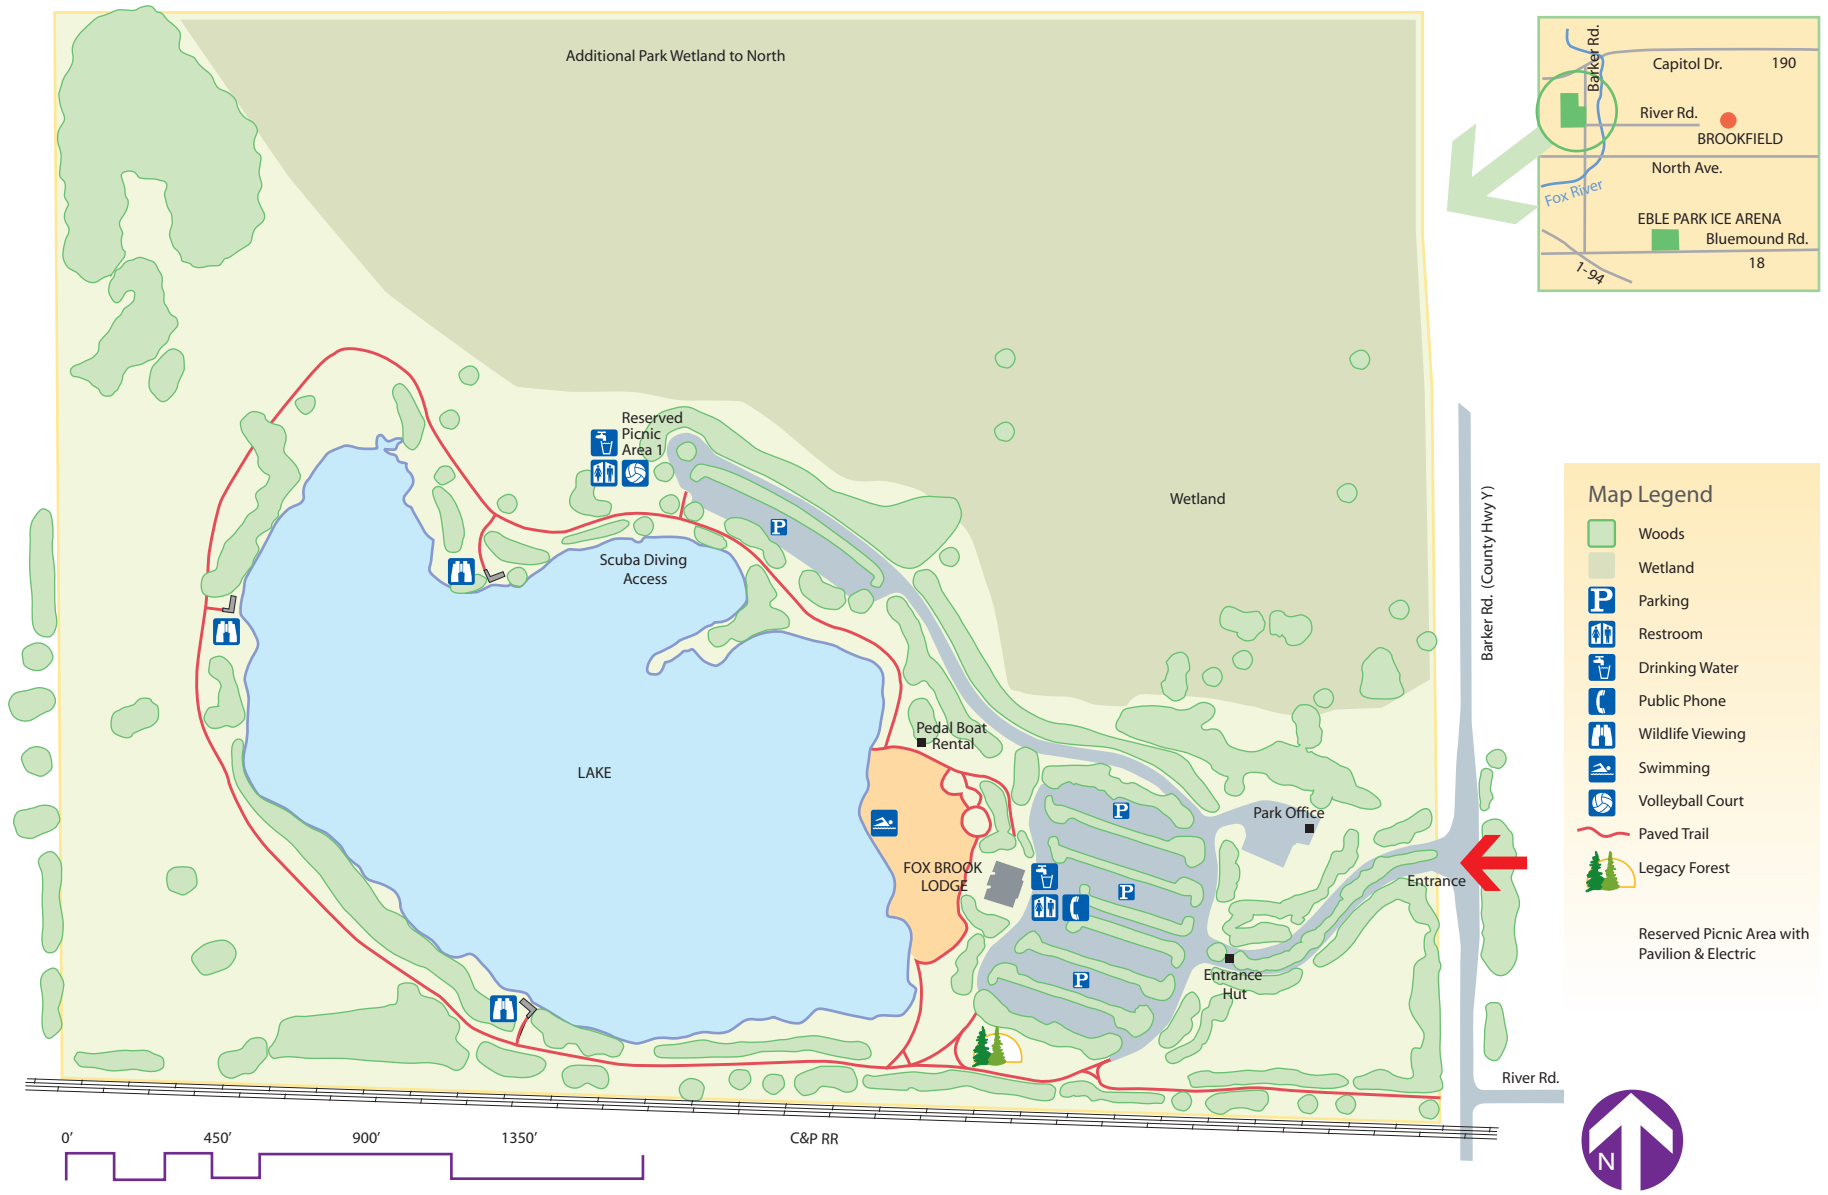 Additional Park Wetland to North
Barker Rd.
Capitol Dr.
190
River Rd.
BROOKFIELD
North Ave.
Fox River
EBLE PARK ICE ARENA
Bluemound Rd.
18
1-94
Reserved
Picnic
Area 1
P
Scuba Diving
Access
Wetland
Barker Rd. (County Hwy Y)
Map Legend
Woods
Wetland
P Parking
Restroom
Drinking Water
Public Phone
Wildlife Viewing
Swimming
Volleyball Court
Paved Trail
Legacy Forest
Reserved Picnic Area with
Pavilion & Electric
Pedal Boat
Rental
LAKE
P
Park Office
FOX BROOK
LODGE
P
Entrance
P
Entrance
Hut
River Rd.
0'
450'
900'
1350'
C&P RR
N